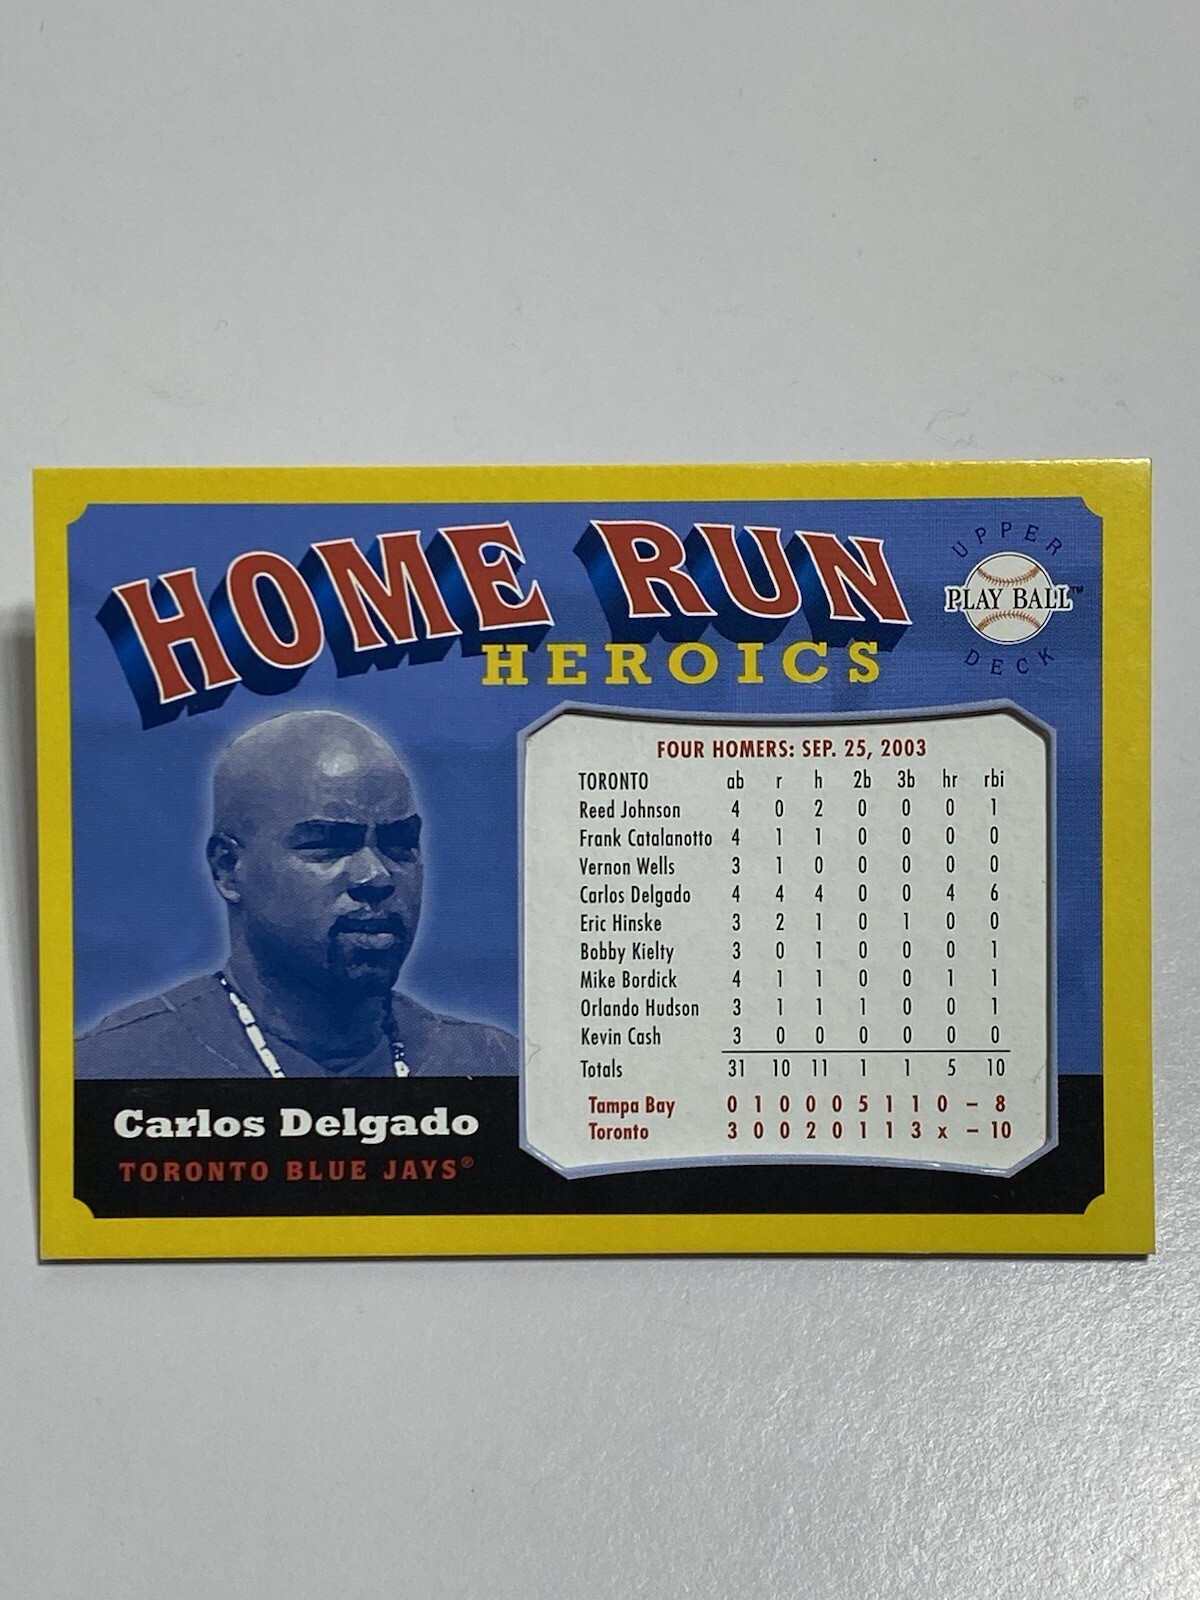 HOME RUN
HEROICS
UPPER
PLAY BALL™
DECK
FOUR HOMERS: SEP. 25, 2003
TORONTO ab r h 2b 3b hr rbi
Reed Johnson 4 0 2 0 0 0 1
Frank Catalanotto 4 1 1 0 0 0 0
Vernon Wells 3 1 0 0 0 0 0
Carlos Delgado 4 4 4 0 0 4 6
Eric Hinske 3 2 1 0 1 0 0
Bobby Kielty 3 0 1 0 0 0 1
Mike Bordick 4 1 1 0 0 1 1
Orlando Hudson 3 1 1 1 0 0 1
Kevin Cash 3 0 0 0 0 0 0
Totals 31 10 11 1 1 5 10
Tampa Bay 0 1 0 0 0 5 1 1 0 – 8
Toronto 3 0 0 2 0 1 1 3 x – 10
Carlos Delgado
TORONTO BLUE JAYS®